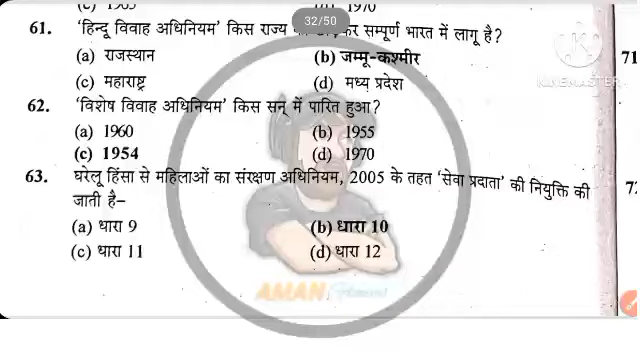 32/50
61. 'हिन्दू विवाह अधिनियम' किस राज्य सम्पूर्ण भारत में लागू है?
(a) राजस्थान (b) जम्मू-कश्मीर
(c) महाराष्ट्र (d) मध्य प्रदेश
62. 'विशेष विवाह अधिनियम' किस सन् में पारित हुआ?
(a) 1960 (b) 1955
(c) 1954 (d) 1970
63. घरेलू हिंसा से महिलाओं का संरक्षण अधिनियम, 2005 के तहत 'सेवा प्रदाता' की नियुक्ति की
जाती है–
(a) धारा 9 (b) धारा 10
(c) धारा 11 (d) धारा 12
71
KINEMASTER
AMAN